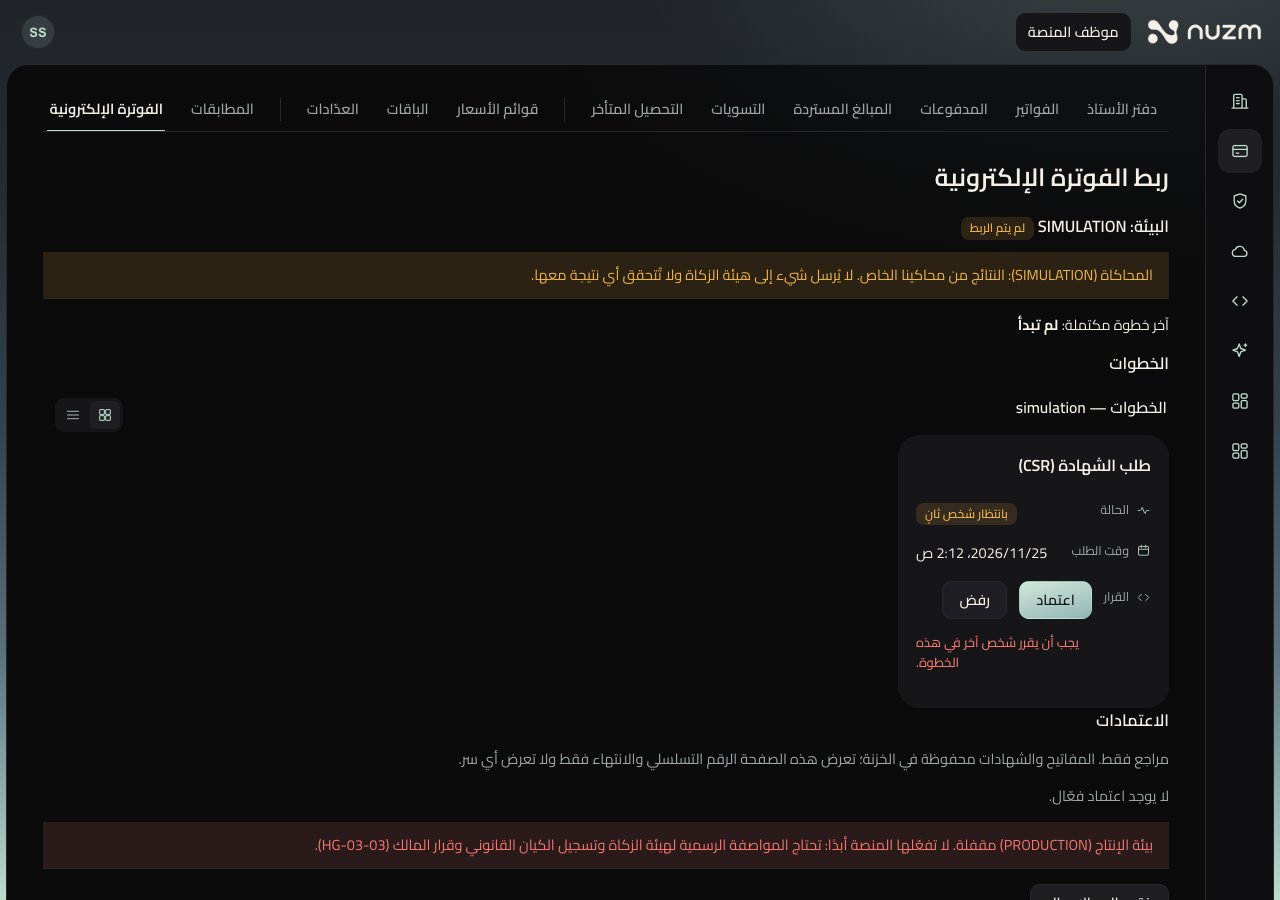 nuzm
موظف المنصة
SS
دفتر الأستاذ
الفواتير
المدفوعات
المبالغ المستردة
التسويات
التحصيل المتأخر
قوائم الأسعار
الباقات
العدّادات
المطابقات
الفوترة الإلكترونية
ربط الفوترة الإلكترونية
البيئة: SIMULATION لم يتم الربط
المحاكاة (SIMULATION): النتائج من محاكينا الخاص. لا يُرسل شيء إلى هيئة الزكاة ولا تُتحقق أي نتيجة معها.
آخر خطوة مكتملة: لم تبدأ
الخطوات
الخطوات — simulation
طلب الشهادة (CSR)
الحالة بانتظار شخص ثانٍ
وقت الطلب 2026/11/25، 2:12 ص
القرار اعتماد رفض
يجب أن يقرر شخص آخر في هذه
الخطوة.
الاعتمادات
مراجع فقط. المفاتيح والشهادات محفوظة في الخزنة؛ تعرض هذه الصفحة الرقم التسلسلي والانتهاء فقط ولا تعرض أي سر.
لا يوجد اعتماد فعّال.
بيئة الإنتاج (PRODUCTION) مقفلة. لا تفعّلها المنصة أبدًا: تحتاج المواصفة الرسمية لهيئة الزكاة وتسجيل الكيان القانوني وقرار المالك (HG-03-03).